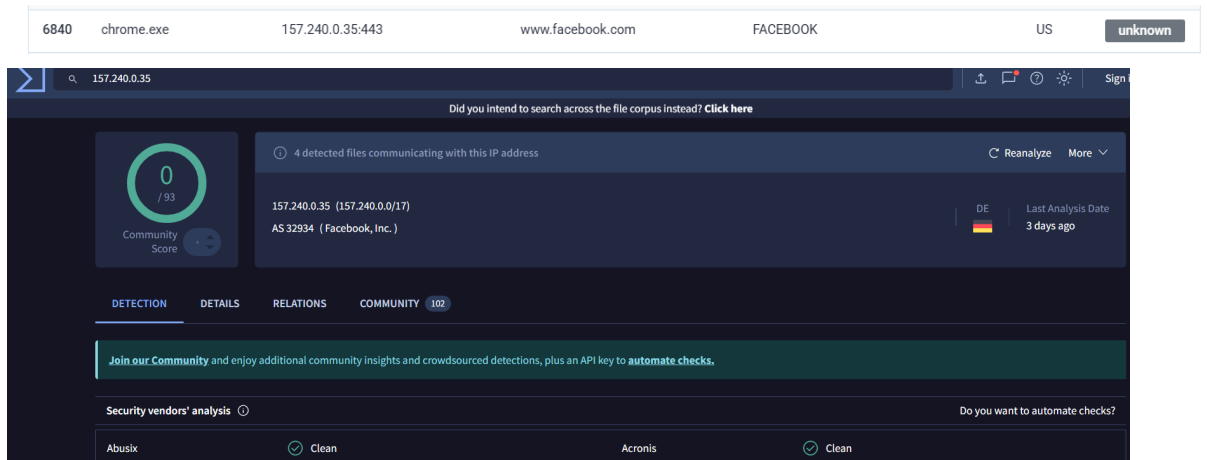 6840 chrome.exe 157.240.0.35:443 www.facebook.com FACEBOOK US unknown
157.240.0.35
Did you intend to search across the file corpus instead? Click here
0
/ 93
Community
Score
4 detected files communicating with this IP address
Reanalyze More
157.240.0.35 (157.240.0.0/17)
AS 32934 ( Facebook, Inc. )
DE
Last Analysis Date
3 days ago
DETECTION DETAILS RELATIONS COMMUNITY 102
Join our Community and enjoy additional community insights and crowdsourced detections, plus an API key to automate checks.
Security vendors' analysis Do you want to automate checks?
Abusix Clean Acronis Clean